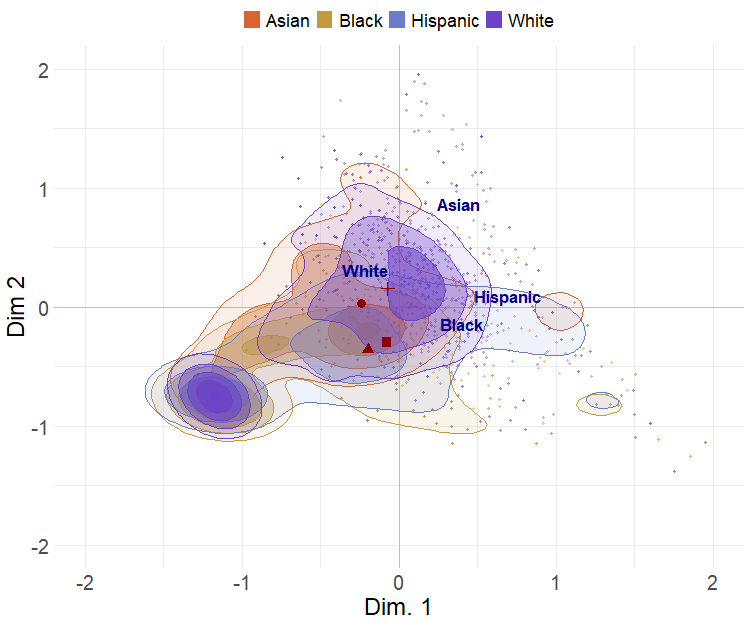 Asian Black Hispanic White
2
Asian
1
White
Hispanic
0
Black
Dim 2
-1
-2
-2 -1 0 1 2
Dim. 1